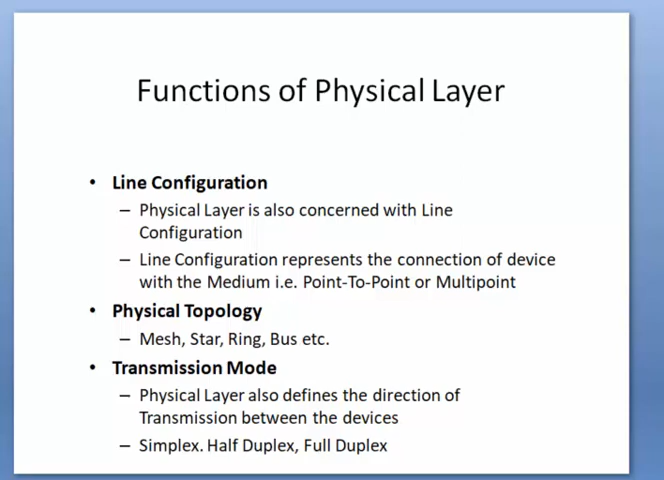 Functions of Physical Layer
• Line Configuration
– Physical Layer is also concerned with Line
Configuration
– Line Configuration represents the connection of device
with the Medium i.e. Point-To-Point or Multipoint
• Physical Topology
– Mesh, Star, Ring, Bus etc.
• Transmission Mode
– Physical Layer also defines the direction of
Transmission between the devices
– Simplex. Half Duplex, Full Duplex